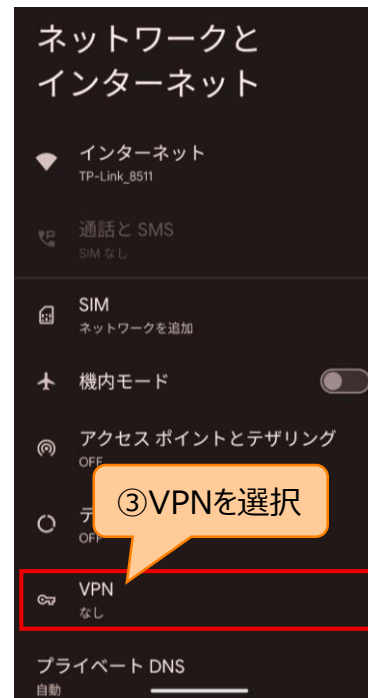 ネットワークと
インターネット
インターネット
TP-Link_8511
通話と SMS
SIM なし
SIM
ネットワークを追加
機内モード
アクセス ポイントとテザリング
OFF
③VPNを選択
OFF
VPN
なし
プライベート DNS
自動